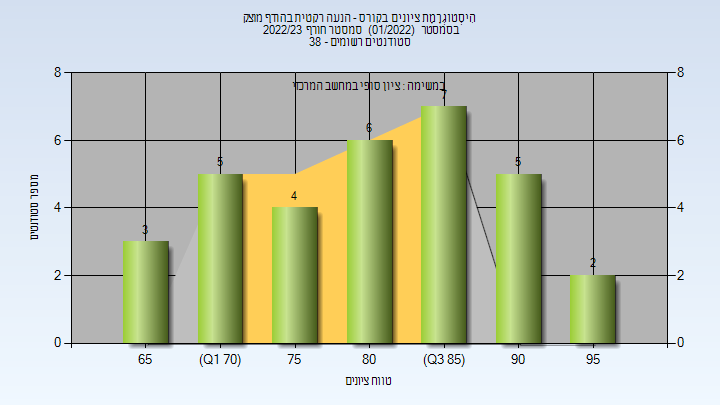 היסטוגרמת ציונים בקורס - הנעה רקטית בהודף מוצק
בסמסטר (01/2022) סמסטר חורף 2022/23
סטודנטים רשומים - 38
במשימה : ציון סופי במחשב המרכזי
מספר סטודנטים
8
6
4
2
0
8
6
4
2
0
3
5
4
6
7
5
2
65
(Q1 70)
75
80
(Q3 85)
90
95
טווח ציונים